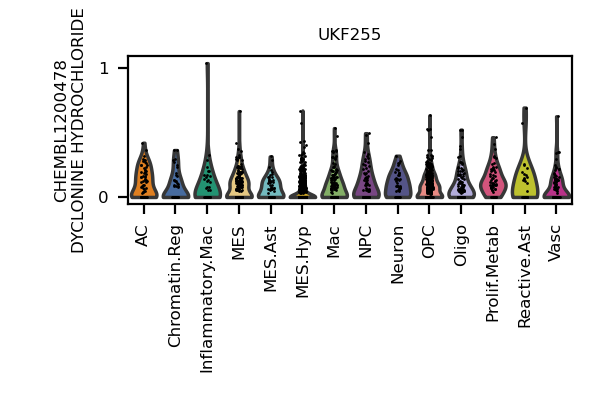 UKF255
CHEMBL1200478
DYCLONINE HYDROCHLORIDE
1
0
AC
Chromatin.Reg
Inflammatory.Mac
MES
MES.Ast
MES.Hyp
Mac
NPC
Neuron
OPC
Oligo
Prolif.Metab
Reactive.Ast
Vasc